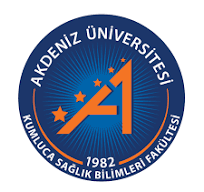 AKDENİZ ÜNİVERSİTESİ
1982
KUMLUCA SAĞLIK BİLİMLERİ FAKÜLTESİ